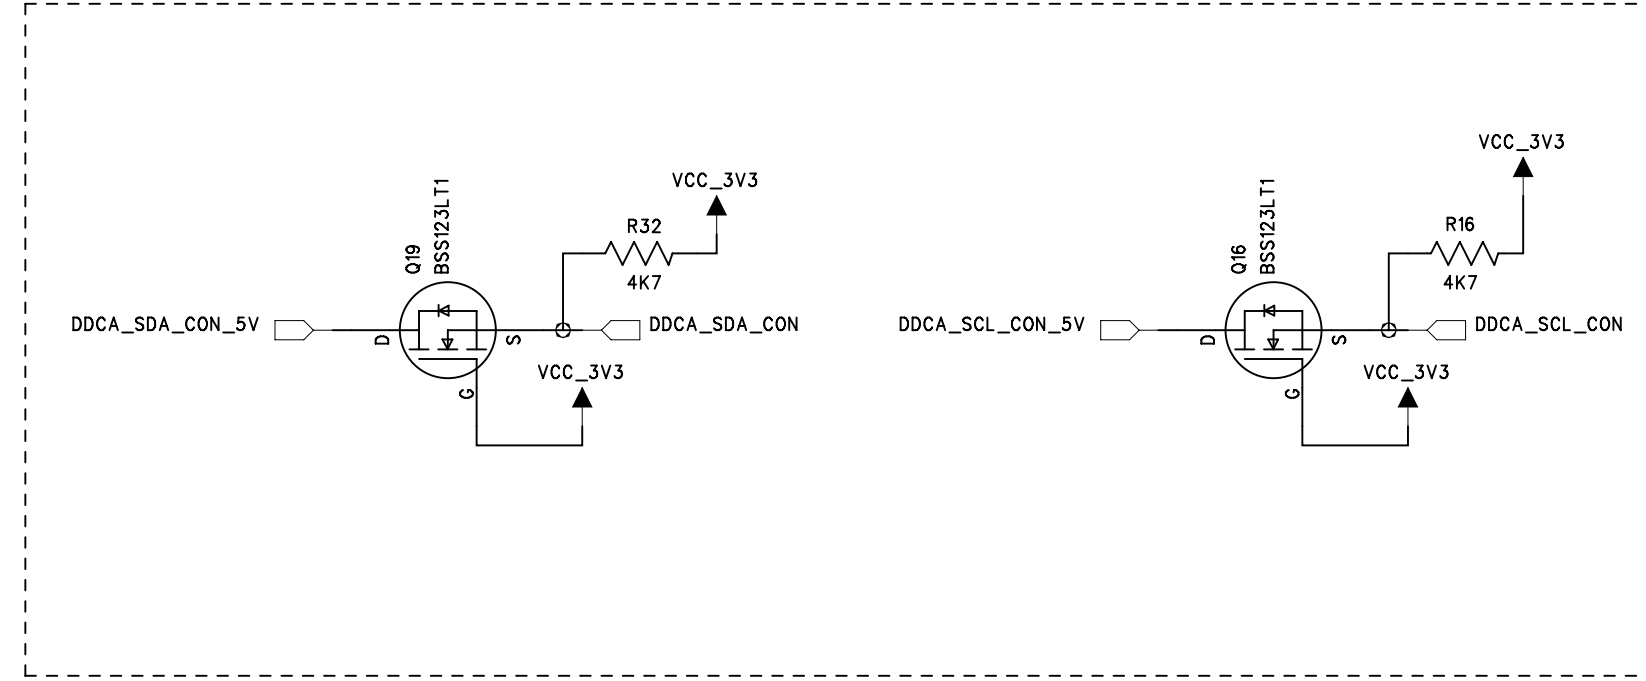 VCC_3V3
VCC_3V3
BSS123LT1
BSS123LT1
R32
R16
Q19
Q16
4K7
4K7
DDCA_SDA_CON_5V
DDCA_SDA_CON
DDCA_SCL_CON_5V
DDCA_SCL_CON
D
S
D
S
VCC_3V3
VCC_3V3
G
G